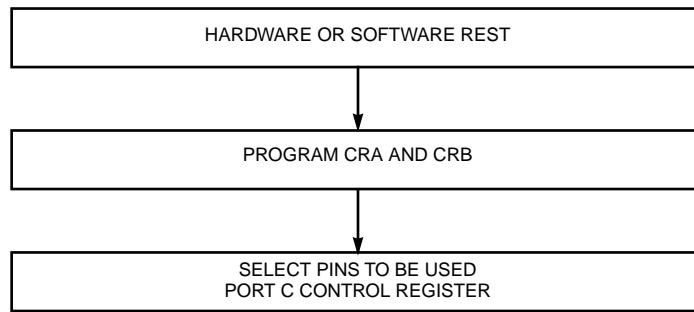 HARDWARE OR SOFTWARE REST
PROGRAM CRA AND CRB
SELECT PINS TO BE USED
PORT C CONTROL REGISTER